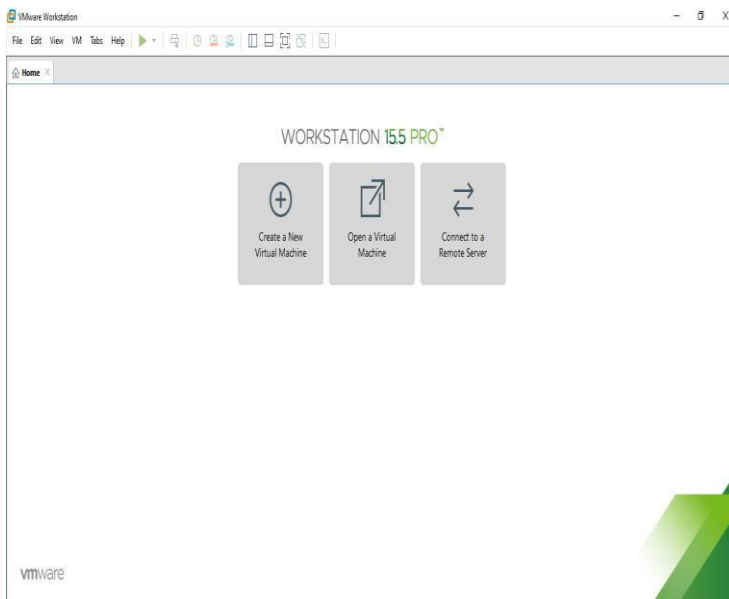 VMware Workstation
File Edit View VM Tabs Help
Home
WORKSTATION 15.5 PRO™
Create a New
Virtual Machine
Open a Virtual
Machine
Connect to a
Remote Server
vmware